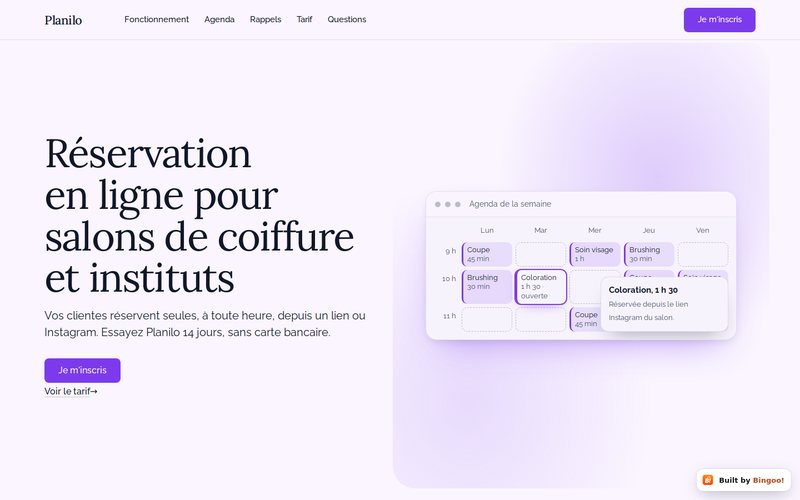 Planilo
Fonctionnement
Agenda
Rappels
Tarif
Questions
Je m'inscris
Réservation
en ligne pour
salons de coiffure
et instituts
Vos clientes réservent seules, à toute heure, depuis un lien ou
Instagram. Essayez Planilo 14 jours, sans carte bancaire.
Je m'inscris
Voir le tarif→
Agenda de la semaine
Lun Mar Mer Jeu Ven
9 h
Coupe
45 min
Soin visage
1 h
Brushing
30 min
10 h
Brushing
30 min
Coloration
1 h 30 ·
ouverte
Coloration, 1 h 30
Réservée depuis le lien
Instagram du salon.
11 h
Coupe
45 min
Built by Bingoo!